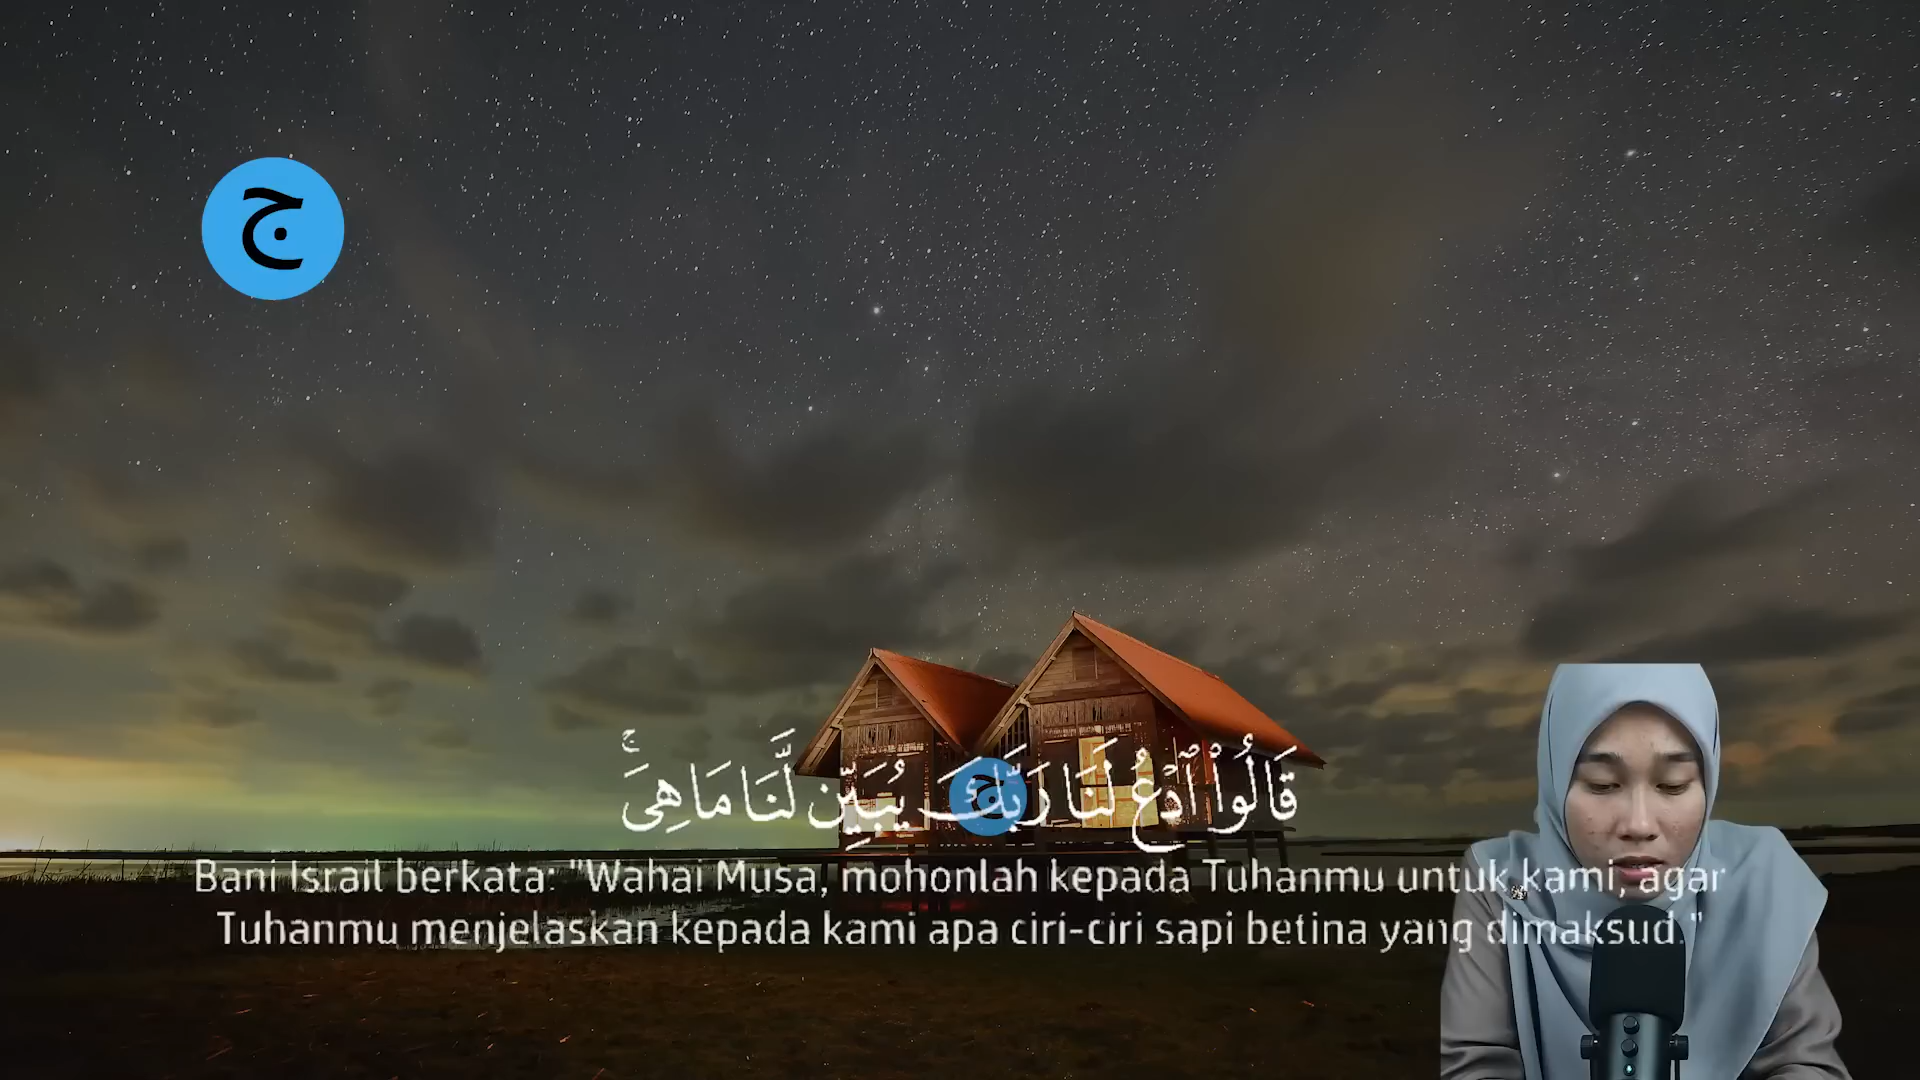 ج
قَالُوا۟ ٱدْعُ لَنَا رَبَّكَ يُبَيِّن لَّنَا مَا هِىَ ۚ
Bani Israil berkata: "Wahai Musa, mohonlah kepada Tuhanmu untuk kami, agar
Tuhanmu menjelaskan kepada kami apa ciri-ciri sapi betina yang dimaksud."